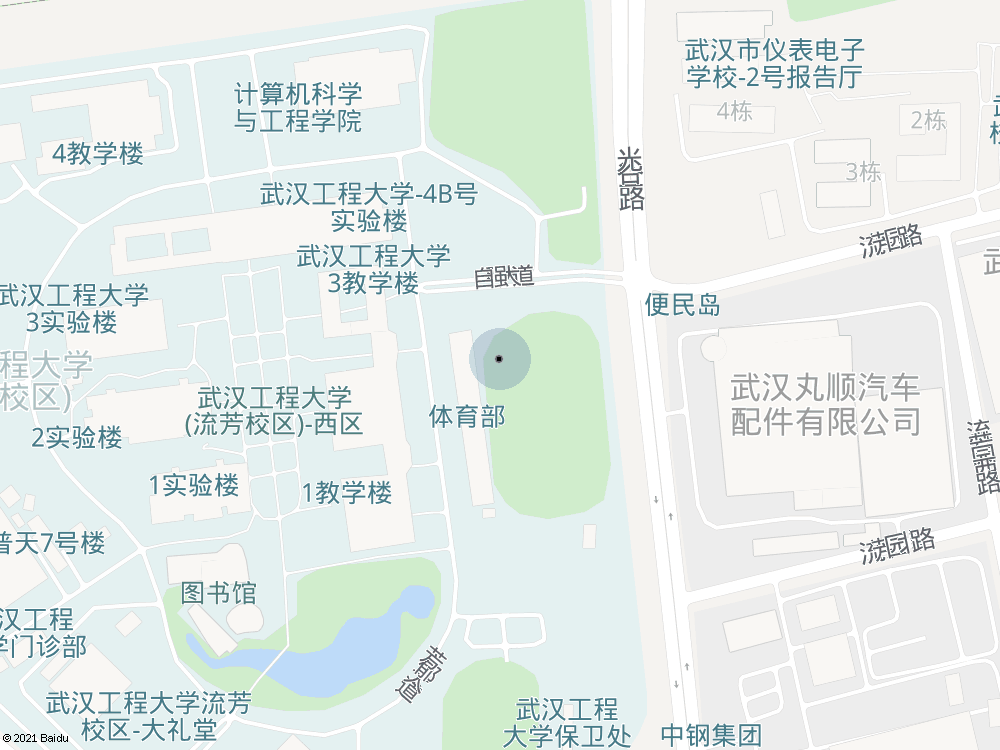 武汉市仪表电子
学校-2号报告厅
计算机科学
与工程学院
4栋
2栋
武
校
4教学楼
光谷路
3栋
武汉工程大学-4B号
实验楼
流芳园路
武汉工程大学
3教学楼
自强大道
武
武汉工程大学
3实验楼
便民岛
程大学
校区)
武汉工程大学
(流芳校区)-西区
武汉丸顺汽车
配件有限公司
体育部
2实验楼
流芳园西路
1实验楼
1教学楼
普天7号楼
流芳园路
图书馆
汉工程
学门诊部
武汉工程大学流芳
校区-大礼堂
武汉工程
大学保卫处
中钢集团
© 2021 Baidu